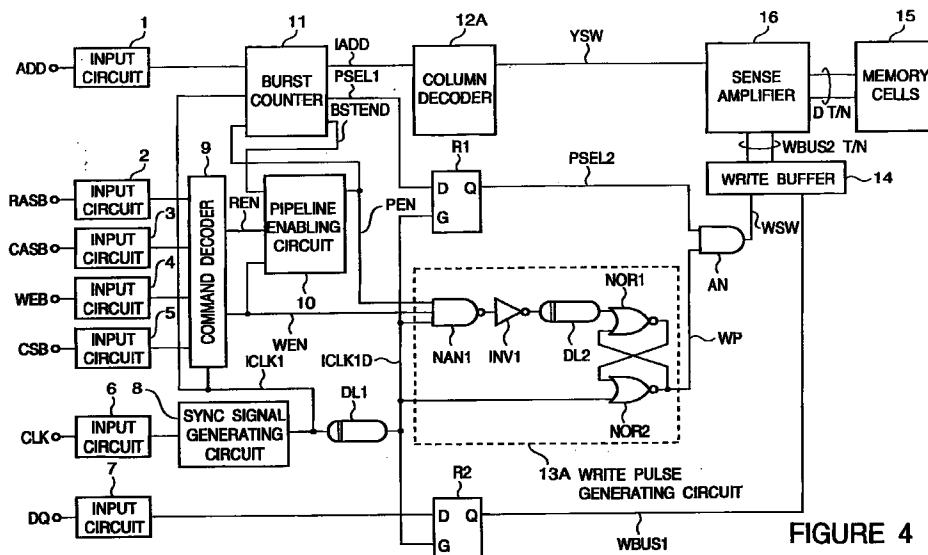 1
INPUT
CIRCUIT
ADD
11
BURST
COUNTER
IADD
PSEL1
BSTEND
12A
COLUMN
DECODER
YSW
16
SENSE
AMPLIFIER
15
MEMORY
CELLS
D T/N
WBUS2 T/N
WRITE BUFFER
14
2
INPUT
CIRCUIT
RASB
9
COMMAND DECODER
REN
PIPELINE
ENABLING
CIRCUIT
10
PEN
R1
D Q
G
PSEL2
WSW
AN
3
INPUT
CIRCUIT
CASB
4
INPUT
CIRCUIT
WEB
5
INPUT
CIRCUIT
CSB
WEN
ICLK1
ICLK1D
NAN1
INV1
DL2
NOR1
NOR2
WP
6
INPUT
CIRCUIT
CLK
8
SYNC SIGNAL
GENERATING
CIRCUIT
DL1
13A WRITE PULSE
GENERATING CIRCUIT
7
INPUT
CIRCUIT
DQ
R2
D Q
G
WBUS1
FIGURE 4